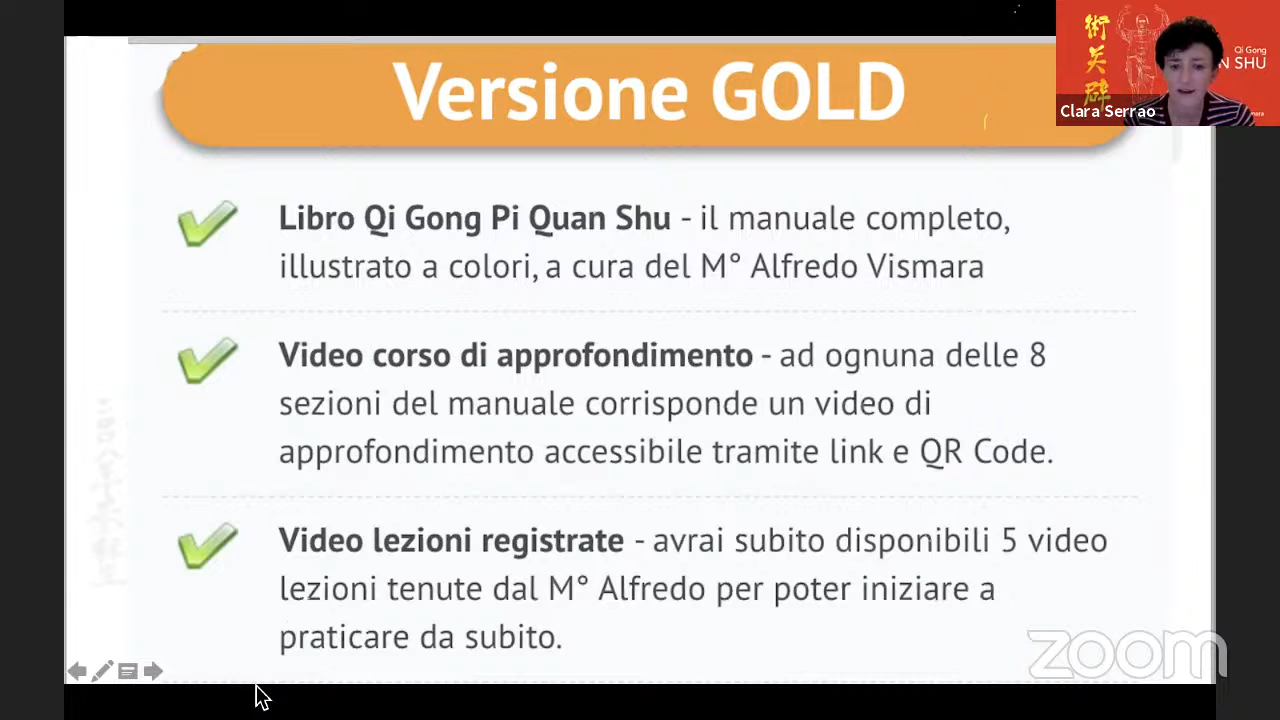 Versione GOLD
術
关
Qi Gong
N SHU
Clara Serrao
Libro Qi Gong Pi Quan Shu - il manuale completo,
illustrato a colori, a cura del M° Alfredo Vismara
Video corso di approfondimento - ad ognuna delle 8
sezioni del manuale corrisponde un video di
approfondimento accessibile tramite link e QR Code.
Video lezioni registrate - avrai subito disponibili 5 video
lezioni tenute dal M° Alfredo per poter iniziare a
praticare da subito.
zoom